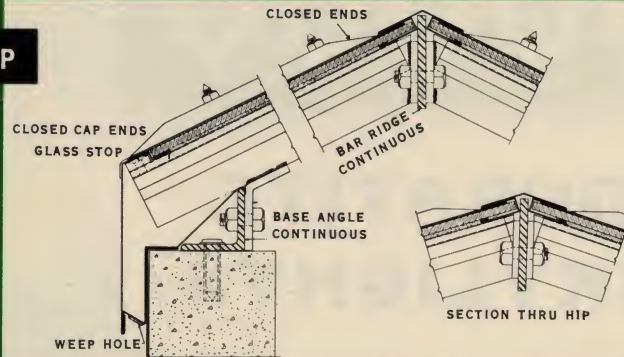 CLOSED ENDS
P
CLOSED CAP ENDS
GLASS STOP
BAR RIDGE
CONTINUOUS
BASE ANGLE
CONTINUOUS
SECTION THRU HIP
WEEP HOLE